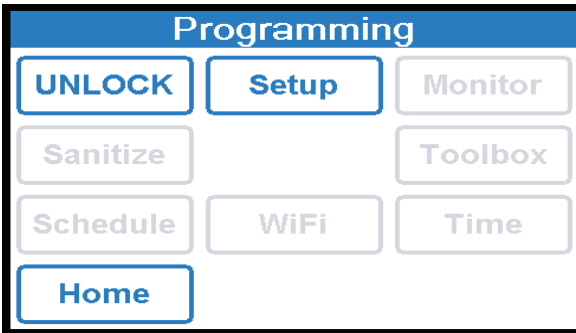 Programming
UNLOCK Setup Monitor
Sanitize Toolbox
Schedule WiFi Time
Home